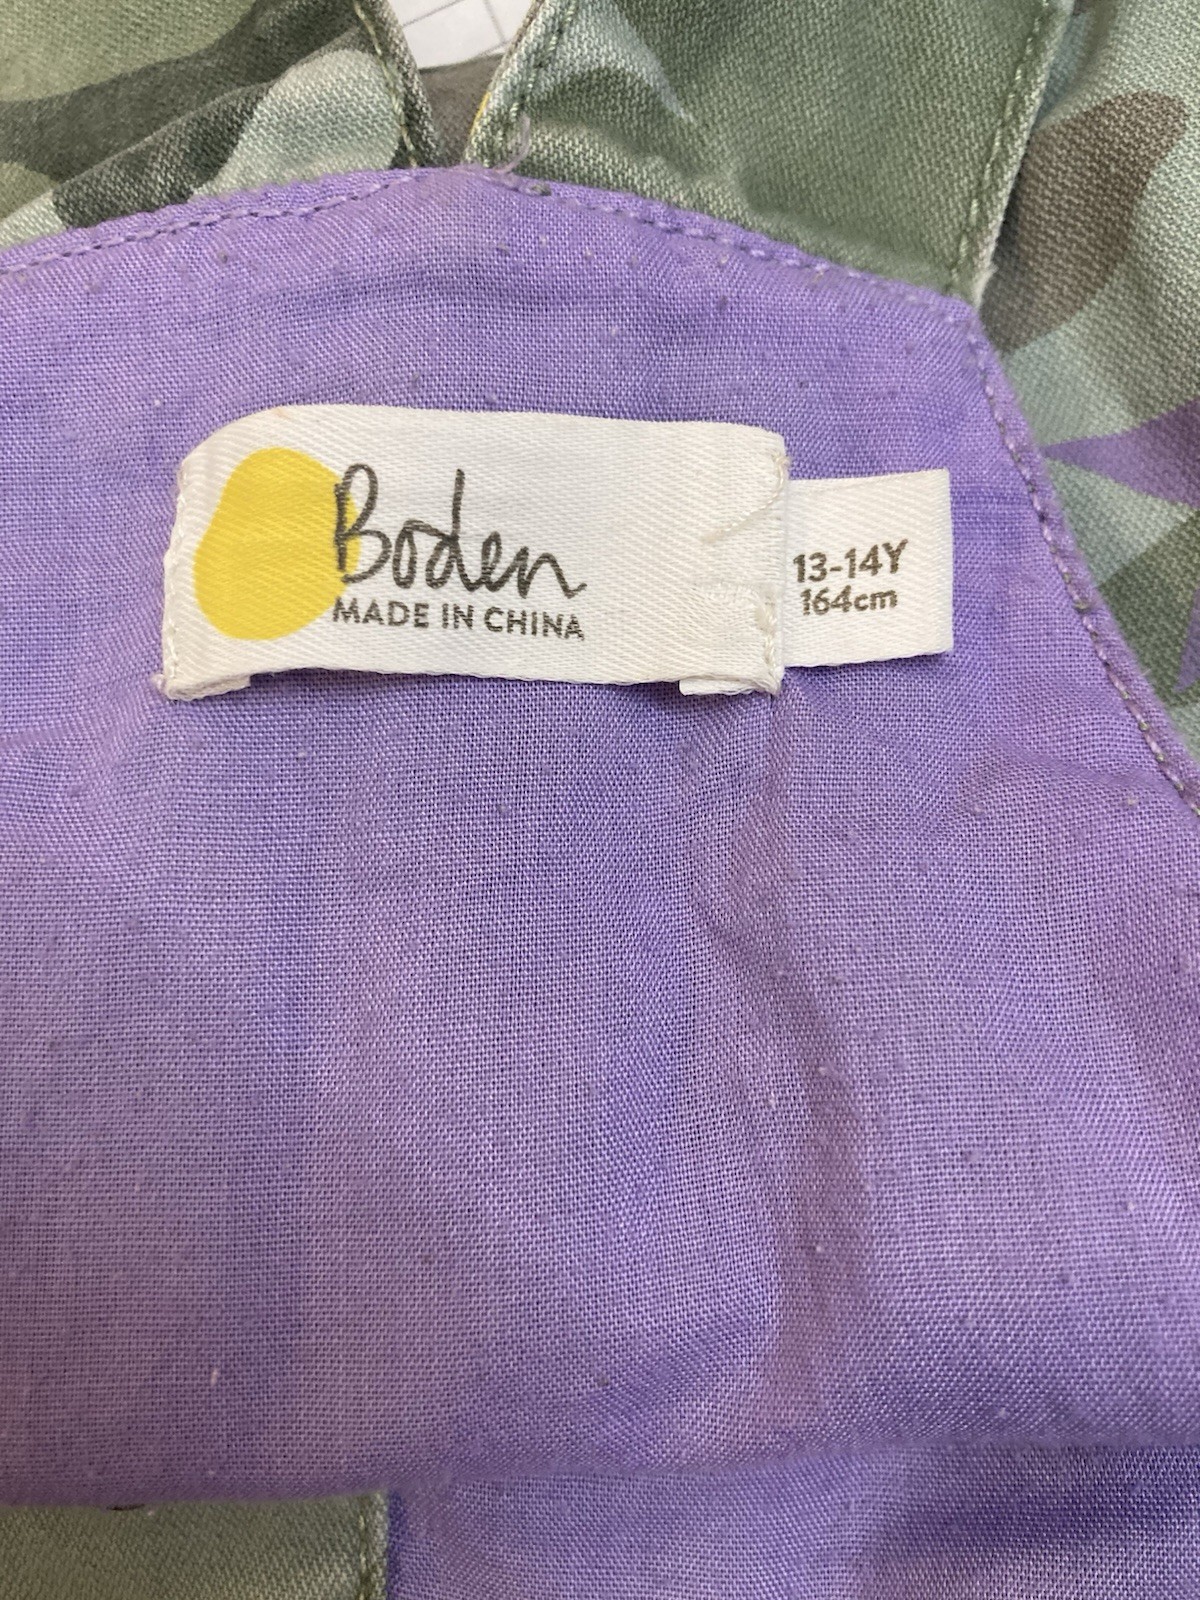 Boden
MADE IN CHINA
13-14Y
164cm